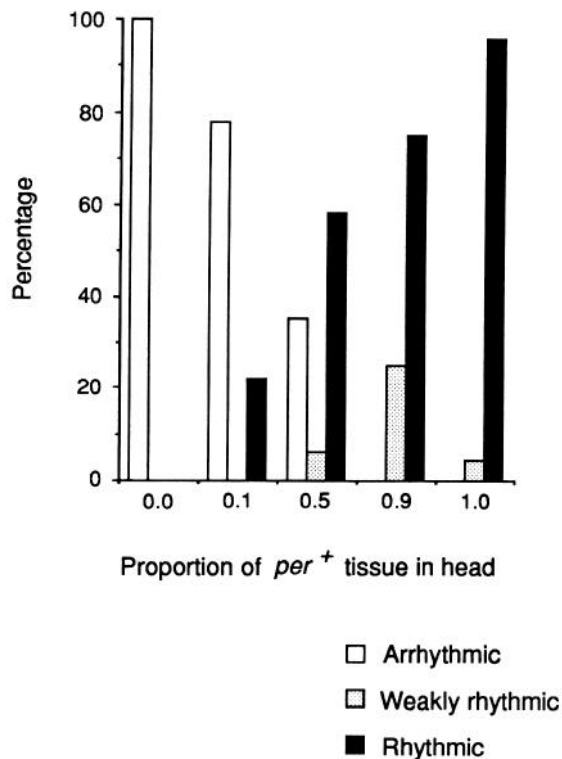 100
80
60
40
20
0
Percentage
0.0 0.1 0.5 0.9 1.0
Proportion of per + tissue in head
Arrhythmic
Weakly rhythmic
Rhythmic